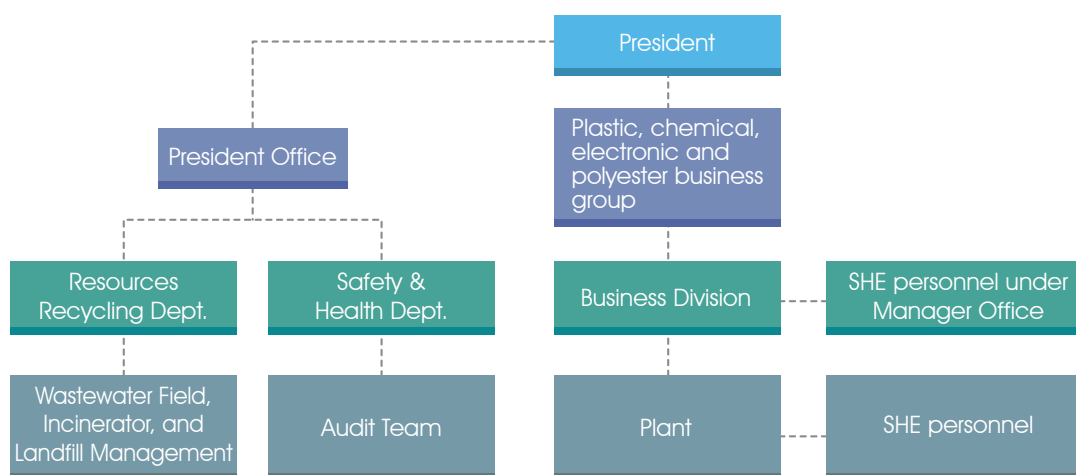 President
President Office
Plastic, chemical,
electronic and
polyester business
group
Resources
Recycling Dept.
Safety &
Health Dept.
Business Division
SHE personnel under
Manager Office
Wastewater Field,
Incinerator, and
Landfill Management
Audit Team
Plant
SHE personnel